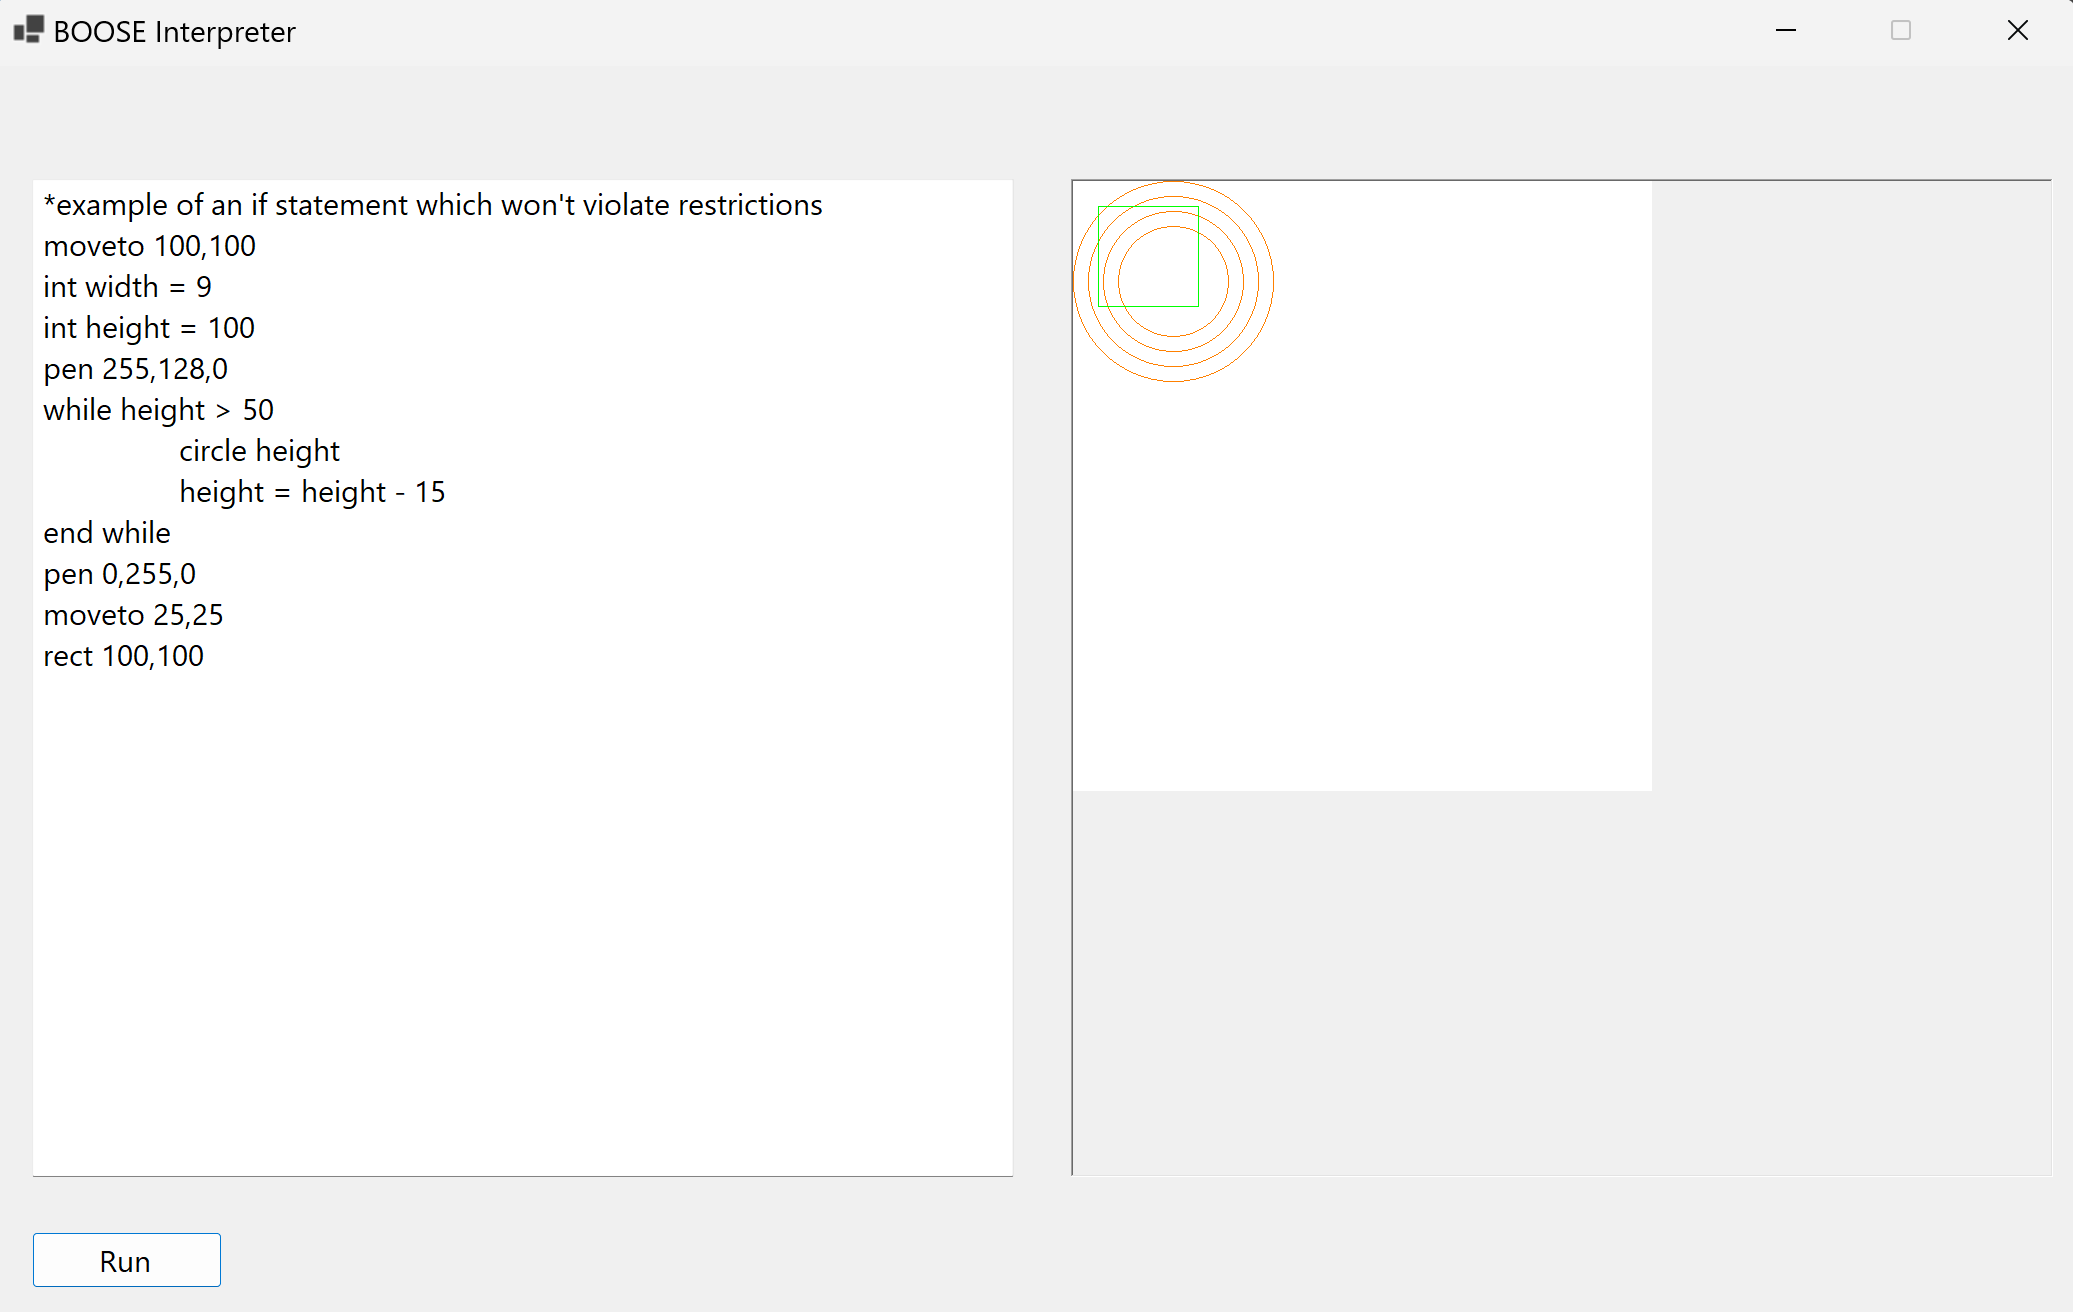 BOOSE Interpreter
*example of an if statement which won't violate restrictions
moveto 100,100
int width = 9
int height = 100
pen 255,128,0
while height > 50
circle height
height = height - 15
end while
pen 0,255,0
moveto 25,25
rect 100,100
Run